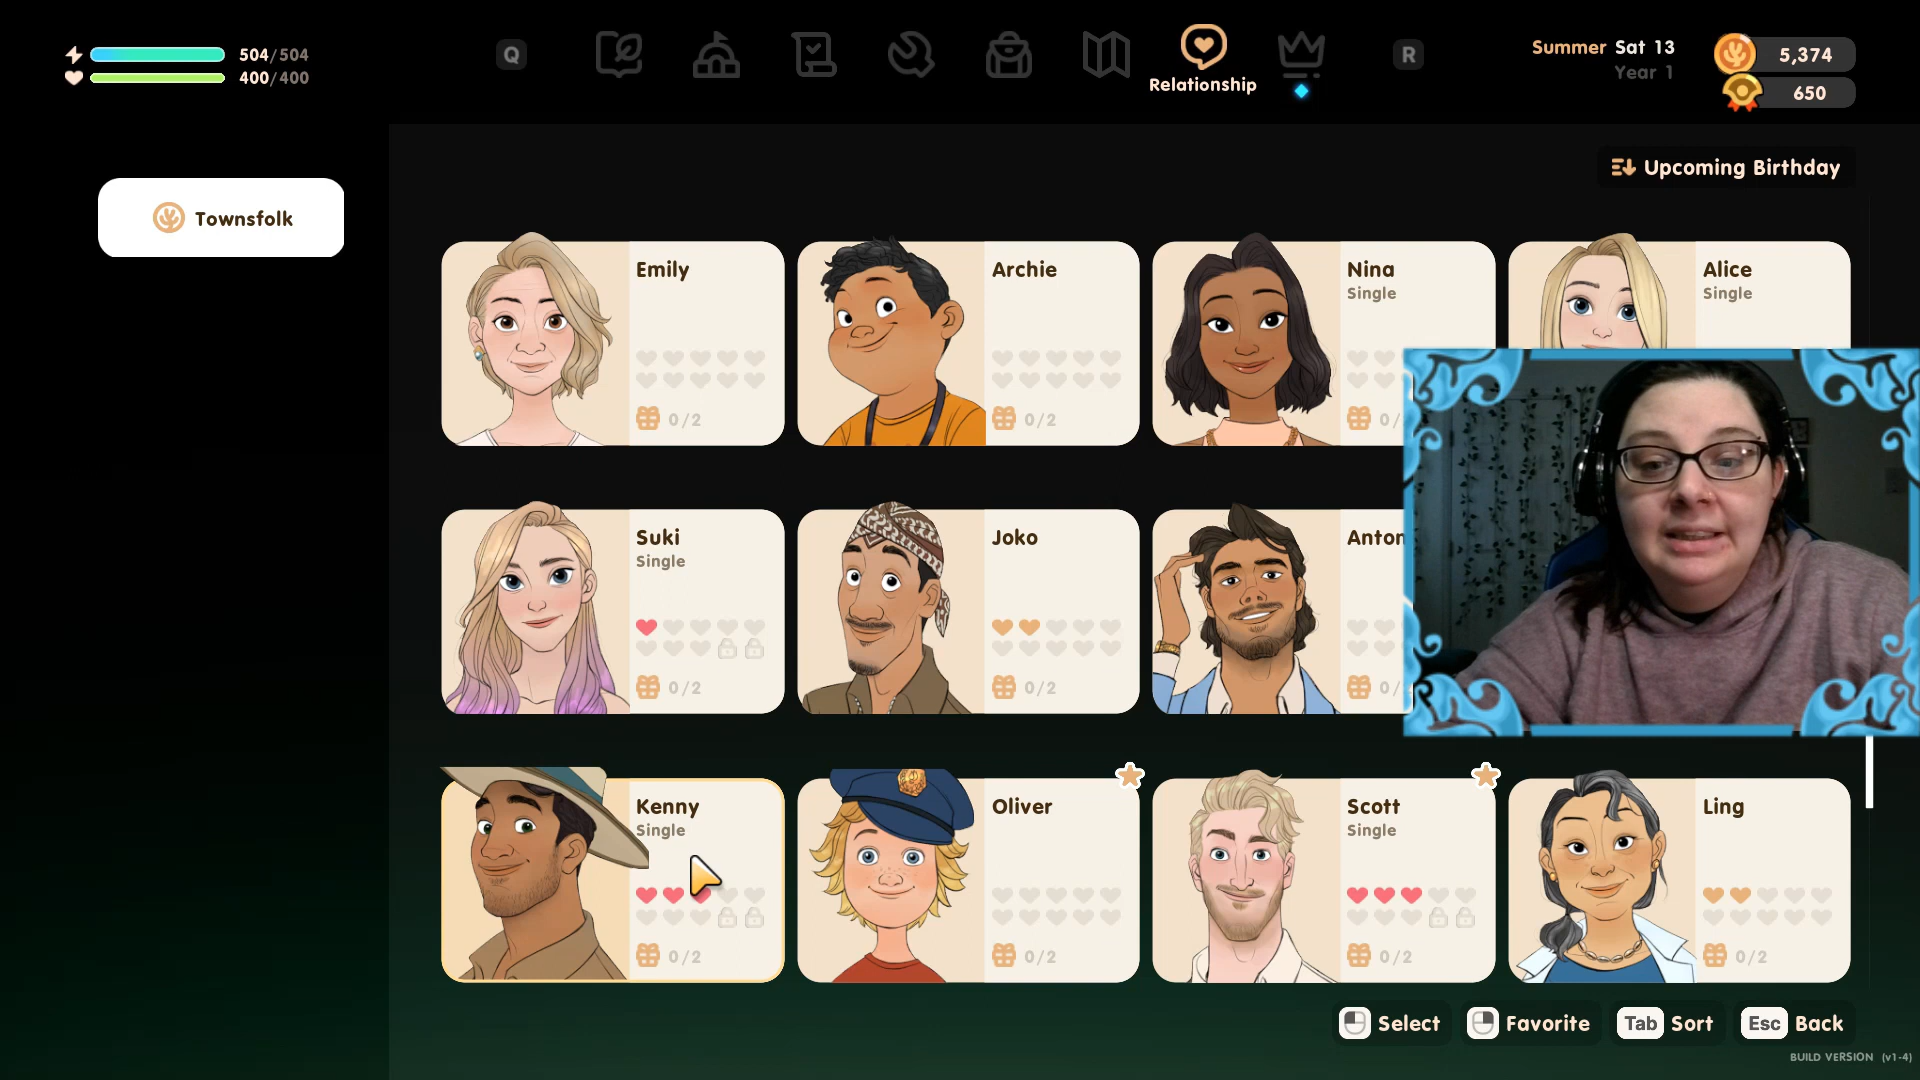 504/504
400/400
Q
Relationship
R
Summer Sat 13
Year 1
5,374
650
Townsfolk
Upcoming Birthday
Emily
0/2
Archie
0/2
Nina
Single
0/
Alice
Single
Suki
Single
0/2
Joko
0/2
Anton
0/
Kenny
Single
0/2
Oliver
0/2
Scott
Single
0/2
Ling
0/2
Select
Favorite
Tab Sort
Esc Back
BUILD VERSION (v1-4)